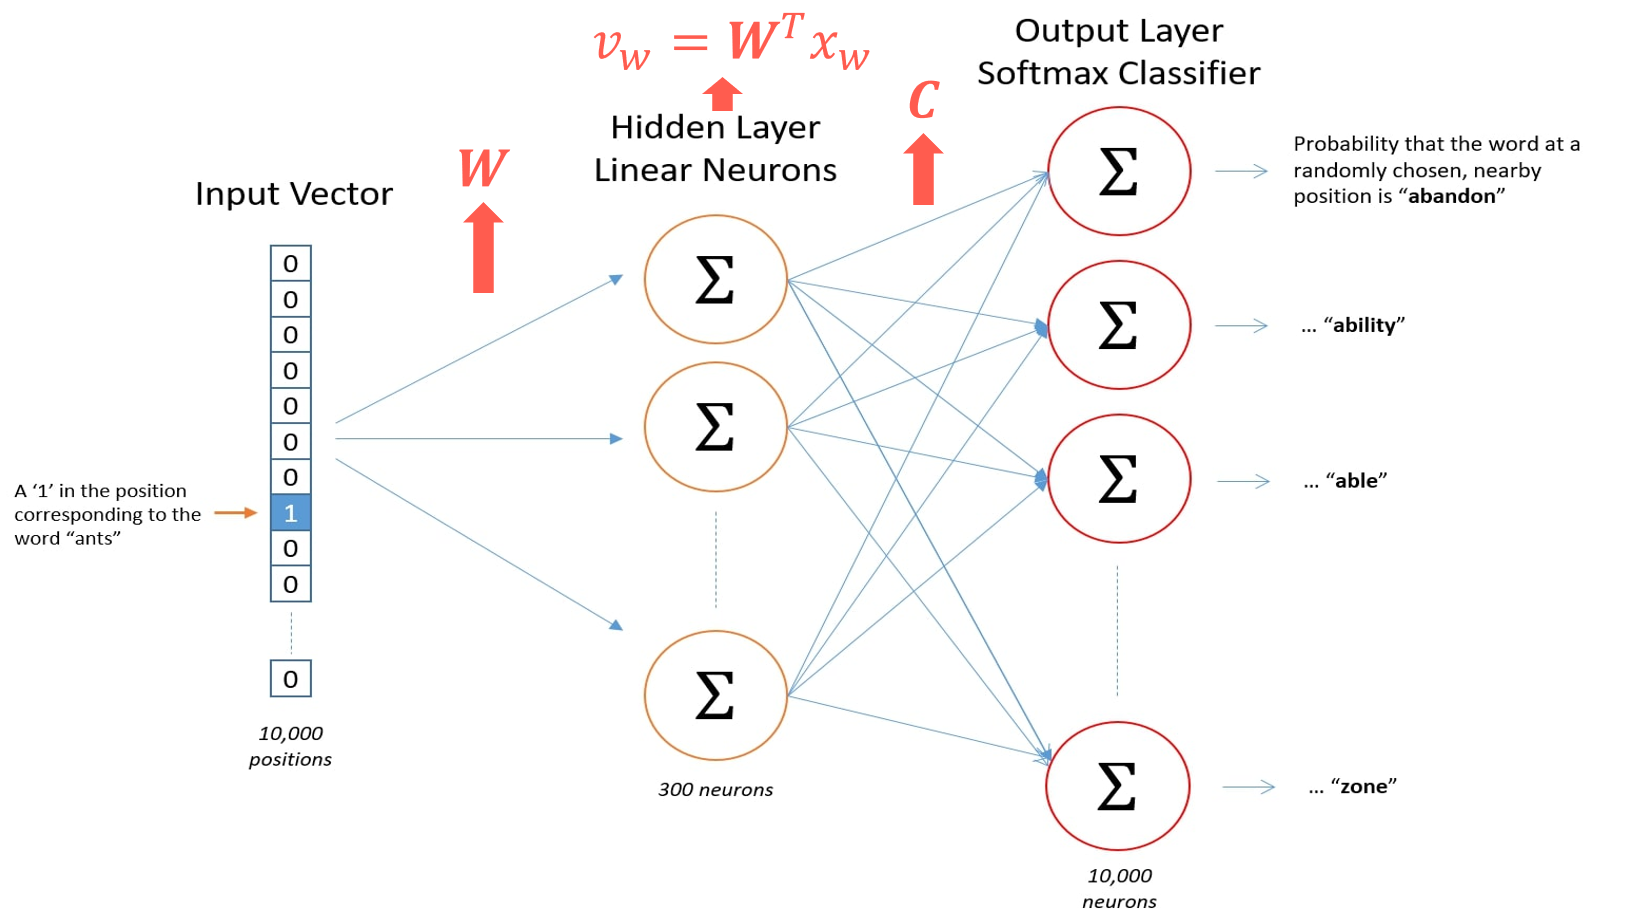 v_w = W^T x_w
Output Layer
Softmax Classifier
C
Hidden Layer
Linear Neurons
W
Input Vector
0
0
0
0
0
0
0
1
0
0
0
A ‘1’ in the position
corresponding to the
word “ants”
10,000
positions
Σ
Σ
Σ
300 neurons
Σ
Σ
Σ
Σ
10,000
neurons
Probability that the word at a
randomly chosen, nearby
position is “abandon”
... “ability”
... “able”
... “zone”